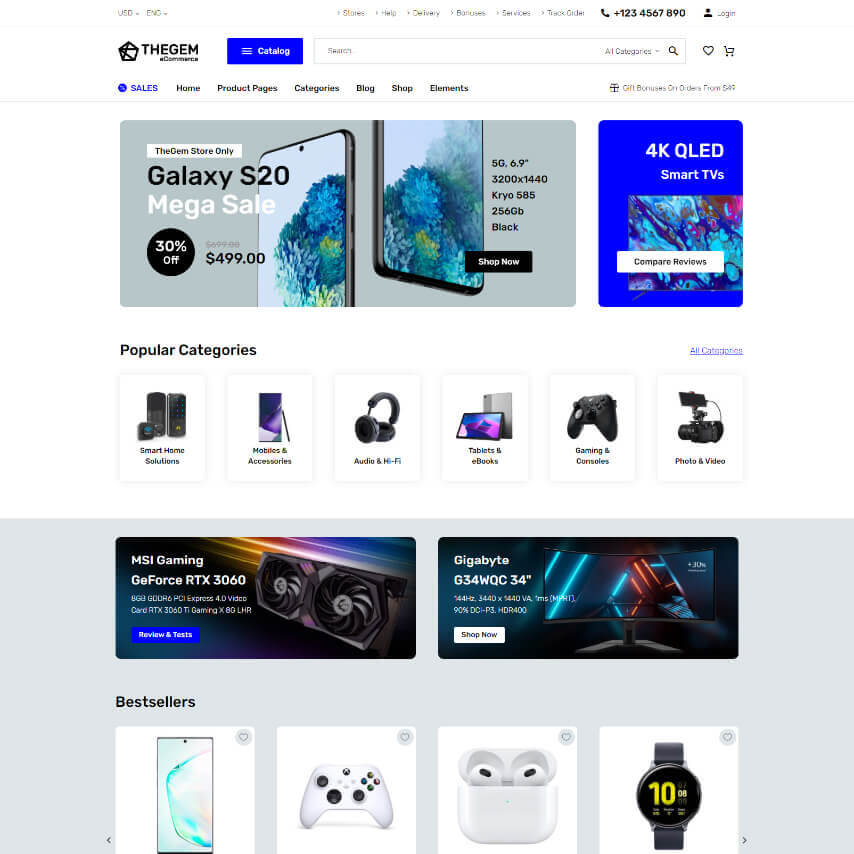 USD ENG Stores Help Delivery Bonuses Services Track Order +123 4567 890 Login
THEGEM
eCommerce
Catalog
Search...
All Categories
SALES Home Product Pages Categories Blog Shop Elements Gift Bonuses On Orders From $49
TheGem Store Only
Galaxy S20
Mega Sale
30%
Off
$699.00
$499.00
5G, 6.9"
3200x1440
Kryo 585
256Gb
Black
Shop Now
4K QLED
Smart TVs
Compare Reviews
Popular Categories
All Categories
Smart Home
Solutions
Mobiles &
Accessories
Audio & Hi-Fi
Tablets &
eBooks
Gaming &
Consoles
Photo & Video
MSI Gaming
GeForce RTX 3060
8GB GDDR6 PCI Express 4.0 Video
Card RTX 3060 Ti Gaming X 8G LHR
Review & Tests
Gigabyte
G34WQC 34"
144Hz, 3440 x 1440 VA, 1ms (MPRT),
90% DCI-P3, HDR400
Shop Now
+30%
Bestsellers
10
08